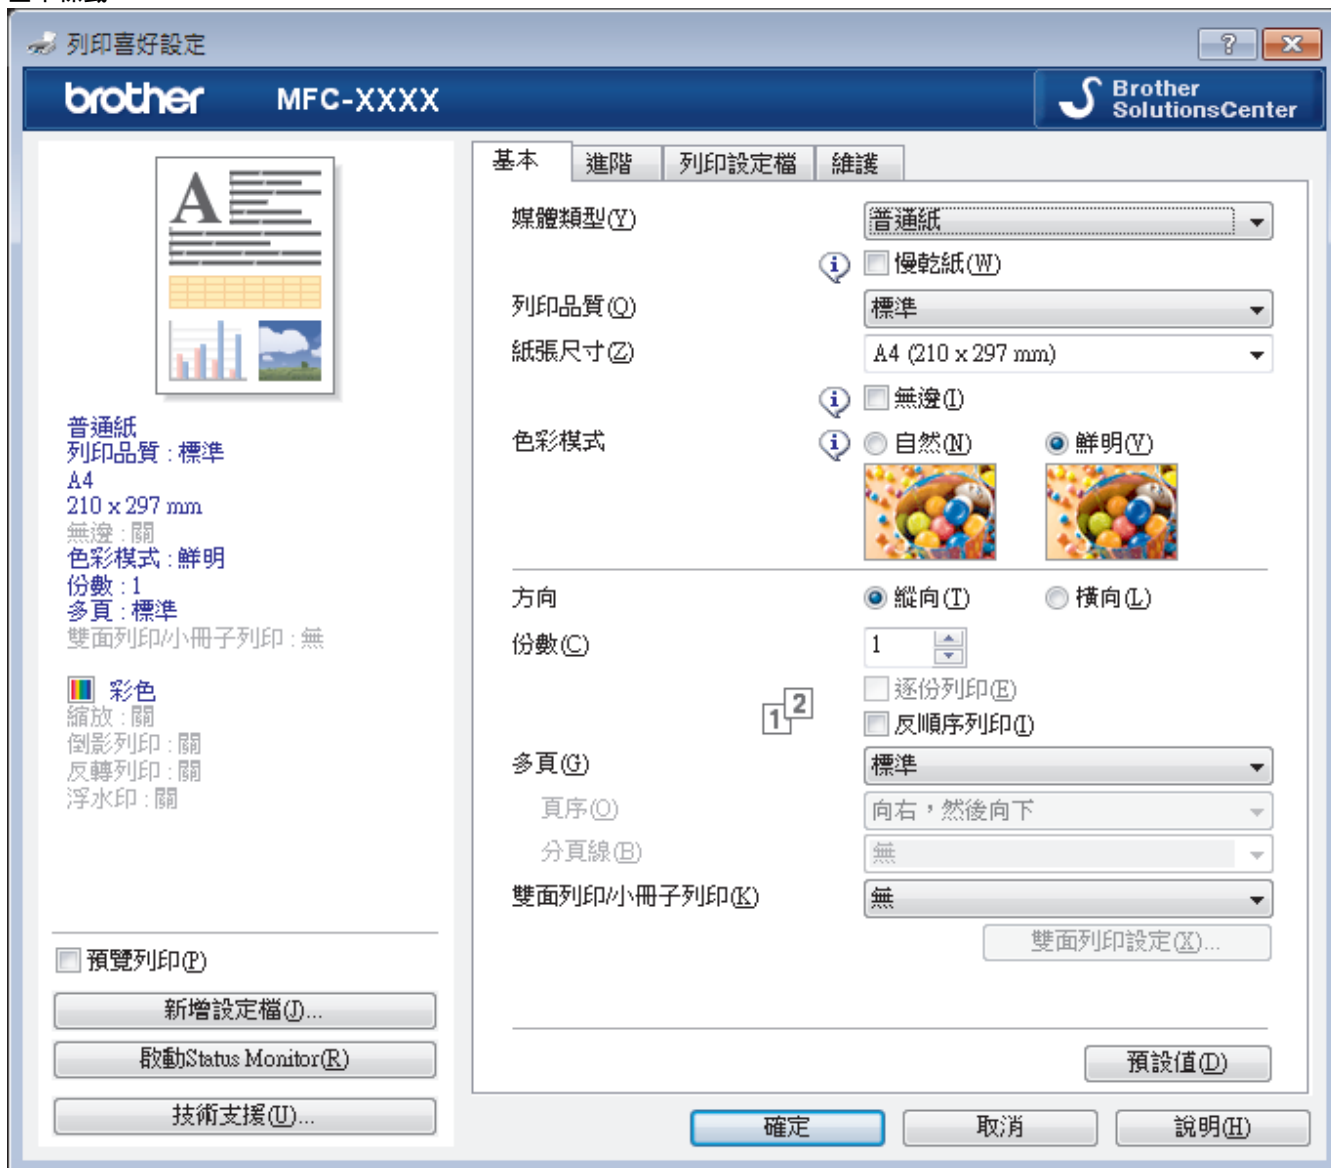 列印喜好設定
brother MFC-XXXX
Brother
SolutionsCenter
普通紙
列印品質 : 標準
A4
210 x 297 mm
無邊 : 關
色彩模式 : 鮮明
份數 : 1
多頁 : 標準
雙面列印/小冊子列印 : 無
彩色
縮放 : 關
倒影列印 : 關
反轉列印 : 關
浮水印 : 關
預覽列印(P)
新增設定檔(J)...
啟動Status Monitor(R)
技術支援(U)...
基本 進階 列印設定檔 維護
媒體類型(Y) 普通紙
慢乾紙(W)
列印品質(Q) 標準
紙張尺寸(Z) A4 (210 x 297 mm)
無邊(I)
色彩模式 自然(N) 鮮明(V)
方向 縱向(T) 橫向(L)
份數(C) 1
逐份列印(E)
1 2
反順序列印(I)
多頁(G) 標準
頁序(O) 向右，然後向下
分頁線(B) 無
雙面列印/小冊子列印(K) 無
雙面列印設定(X)...
預設值(D)
確定 取消 說明(H)